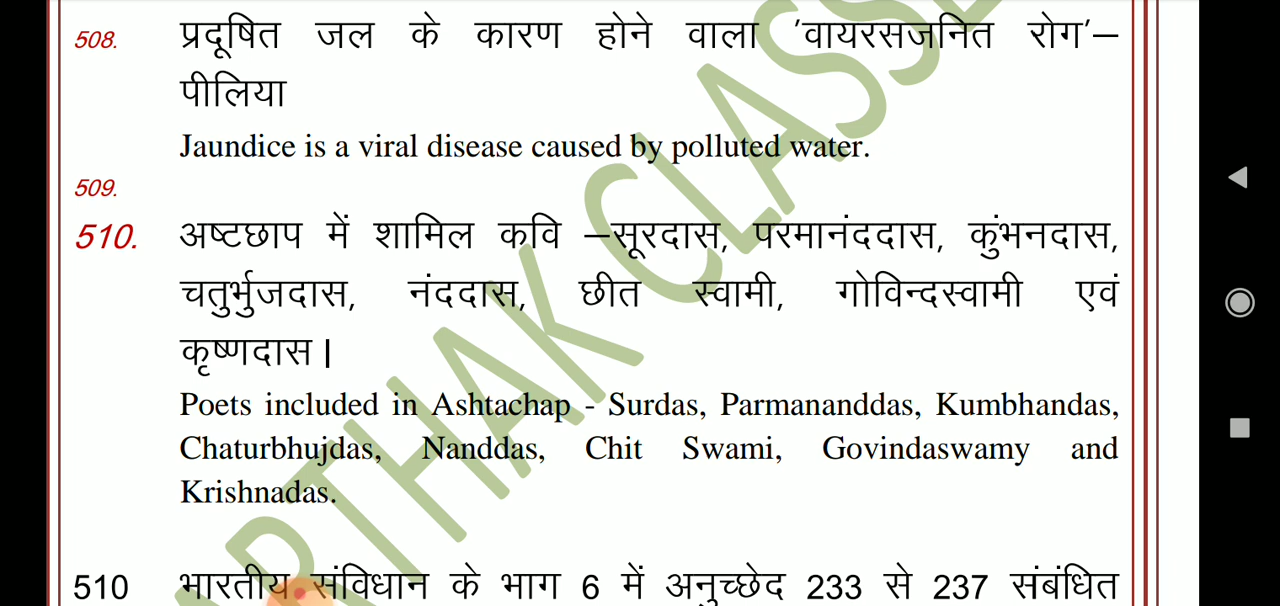 508. प्रदूषित जल के कारण होने वाला 'वायरसजनित रोग'–
पीलिया
Jaundice is a viral disease caused by polluted water.
509.
510. अष्टछाप में शामिल कवि –सूरदास, परमानंददास, कुंभनदास,
चतुर्भुजदास, नंददास, छीत स्वामी, गोविन्दस्वामी एवं
कृष्णदास।
Poets included in Ashtachap - Surdas, Parmananddas, Kumbhandas,
Chaturbhujdas, Nanddas, Chit Swami, Govindaswamy and
Krishnadas.
510 भारतीय संविधान के भाग 6 में अनुच्छेद 233 से 237 संबंधित
ARTHAK CLASSE